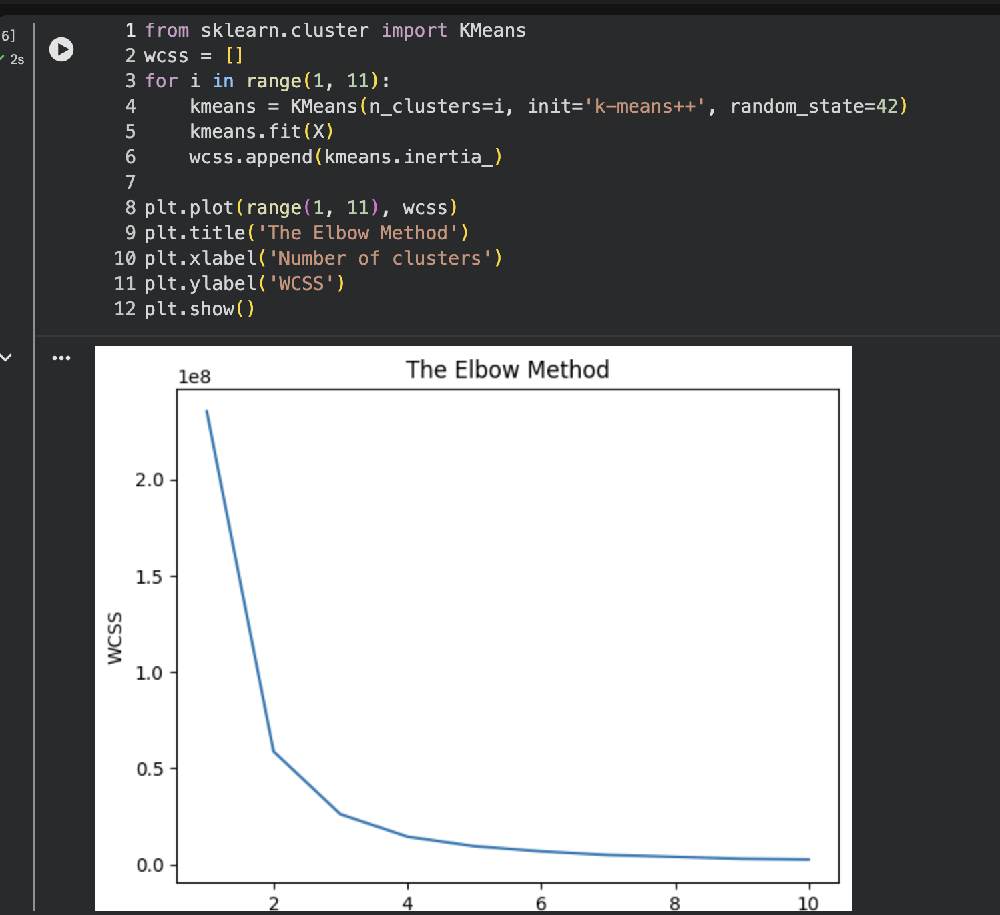 6]
2s
1 from sklearn.cluster import KMeans
2 wcss = []
3 for i in range(1, 11):
4     kmeans = KMeans(n_clusters=i, init='k-means++', random_state=42)
5     kmeans.fit(X)
6     wcss.append(kmeans.inertia_)
7
8 plt.plot(range(1, 11), wcss)
9 plt.title('The Elbow Method')
10 plt.xlabel('Number of clusters')
11 plt.ylabel('WCSS')
12 plt.show()
The Elbow Method
1e8
2.0
1.5
WCSS
1.0
0.5
0.0
2 4 6 8 10